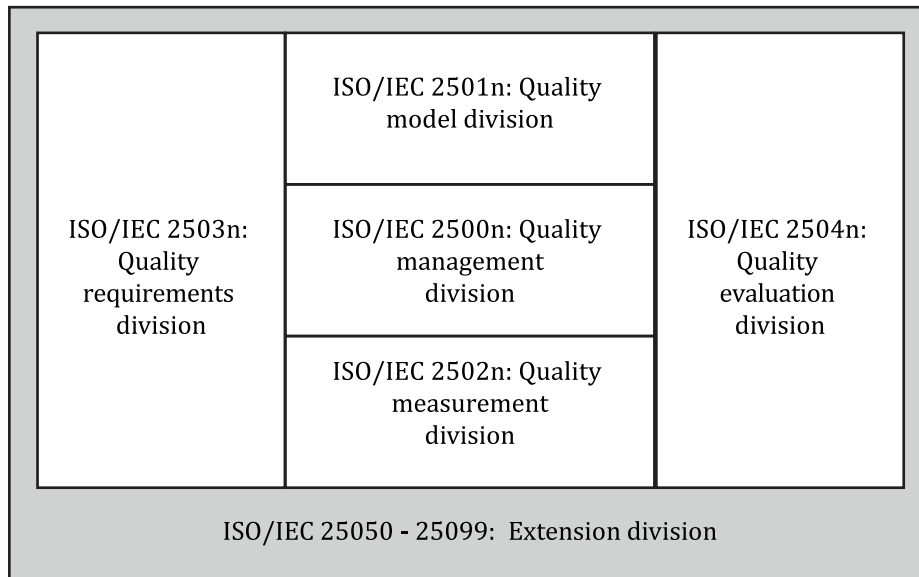 ISO/IEC 2501n: Quality
model division
ISO/IEC 2503n:
Quality
requirements
division
ISO/IEC 2500n: Quality
management
division
ISO/IEC 2504n:
Quality
evaluation
division
ISO/IEC 2502n: Quality
measurement
division
ISO/IEC 25050 - 25099: Extension division